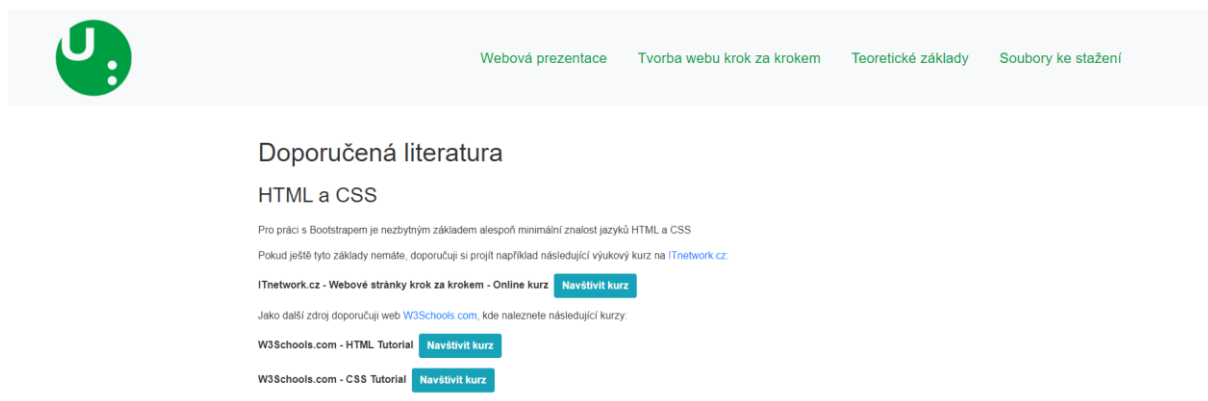 U:
Webová prezentace Tvorba webu krok za krokem Teoretické základy Soubory ke stažení
Doporučená literatura
HTML a CSS
Pro práci s Bootstrapem je nezbytným základem alespoň minimální znalost jazyků HTML a CSS
Pokud ještě tyto základy nemáte, doporučuji si projít například následující výukový kurz na ITnetwork.cz:
ITnetwork.cz - Webové stránky krok za krokem - Online kurz Navštívit kurz
Jako další zdroj doporučuji web W3Schools.com, kde naleznete následující kurzy:
W3Schools.com - HTML Tutorial Navštívit kurz
W3Schools.com - CSS Tutorial Navštívit kurz